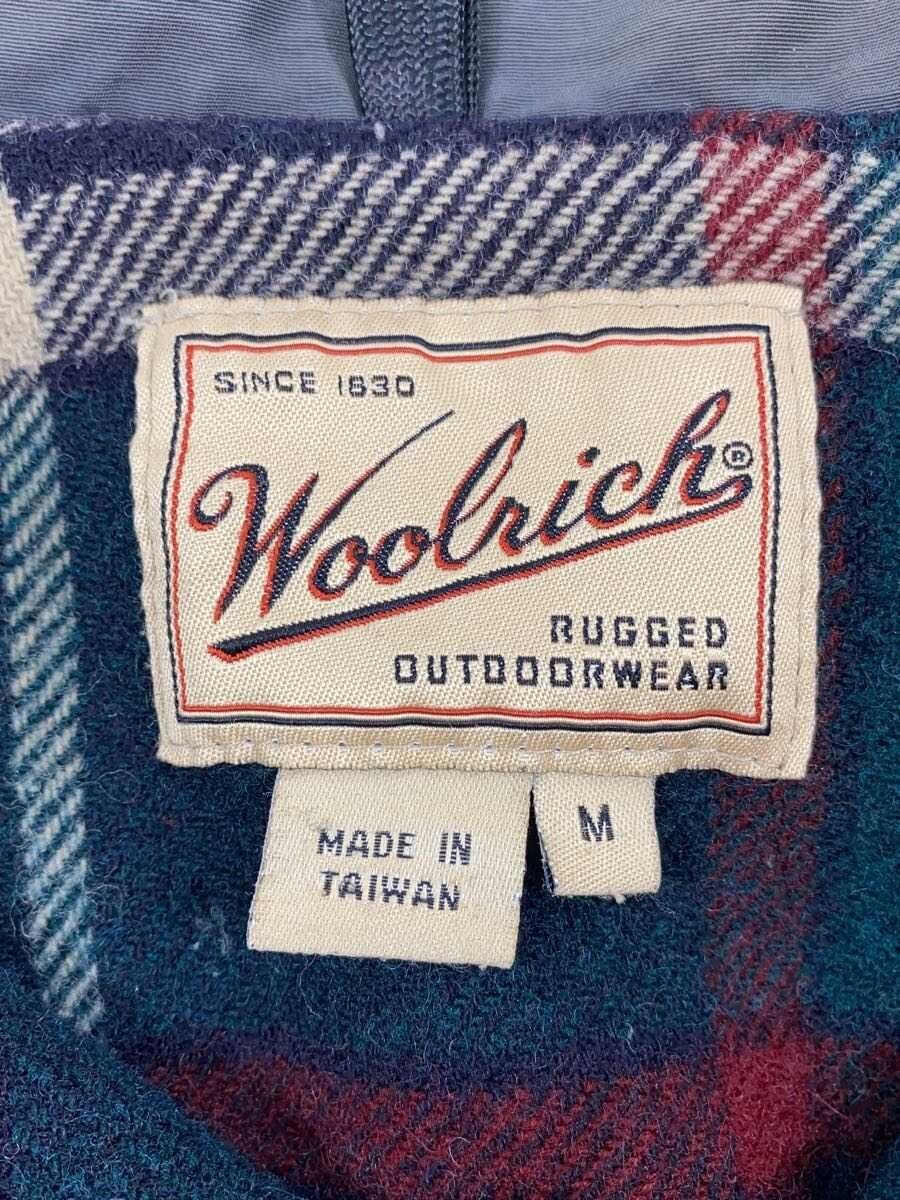 SINCE 1830
Woolrich®
RUGGED
OUTDOORWEAR
MADE IN
TAIWAN
M